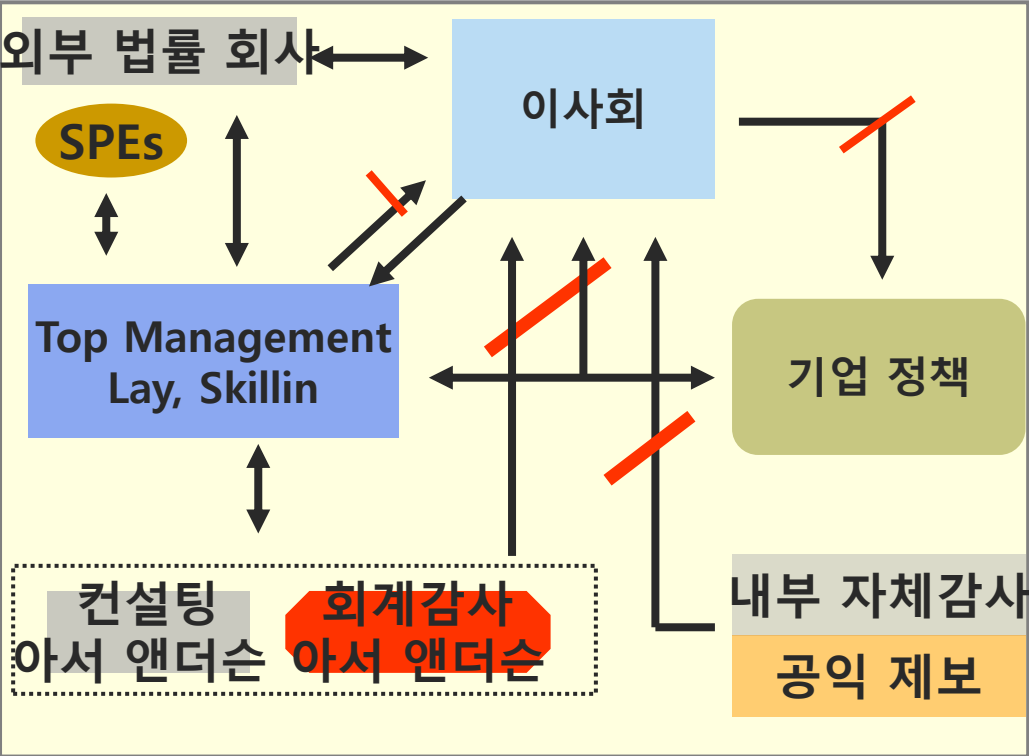 외부 법률 회사
이사회
SPEs
Top Management
Lay, Skillin
기업 정책
컨설팅
아서 앤더슨
회계감사
아서 앤더슨
내부 자체감사
공익 제보